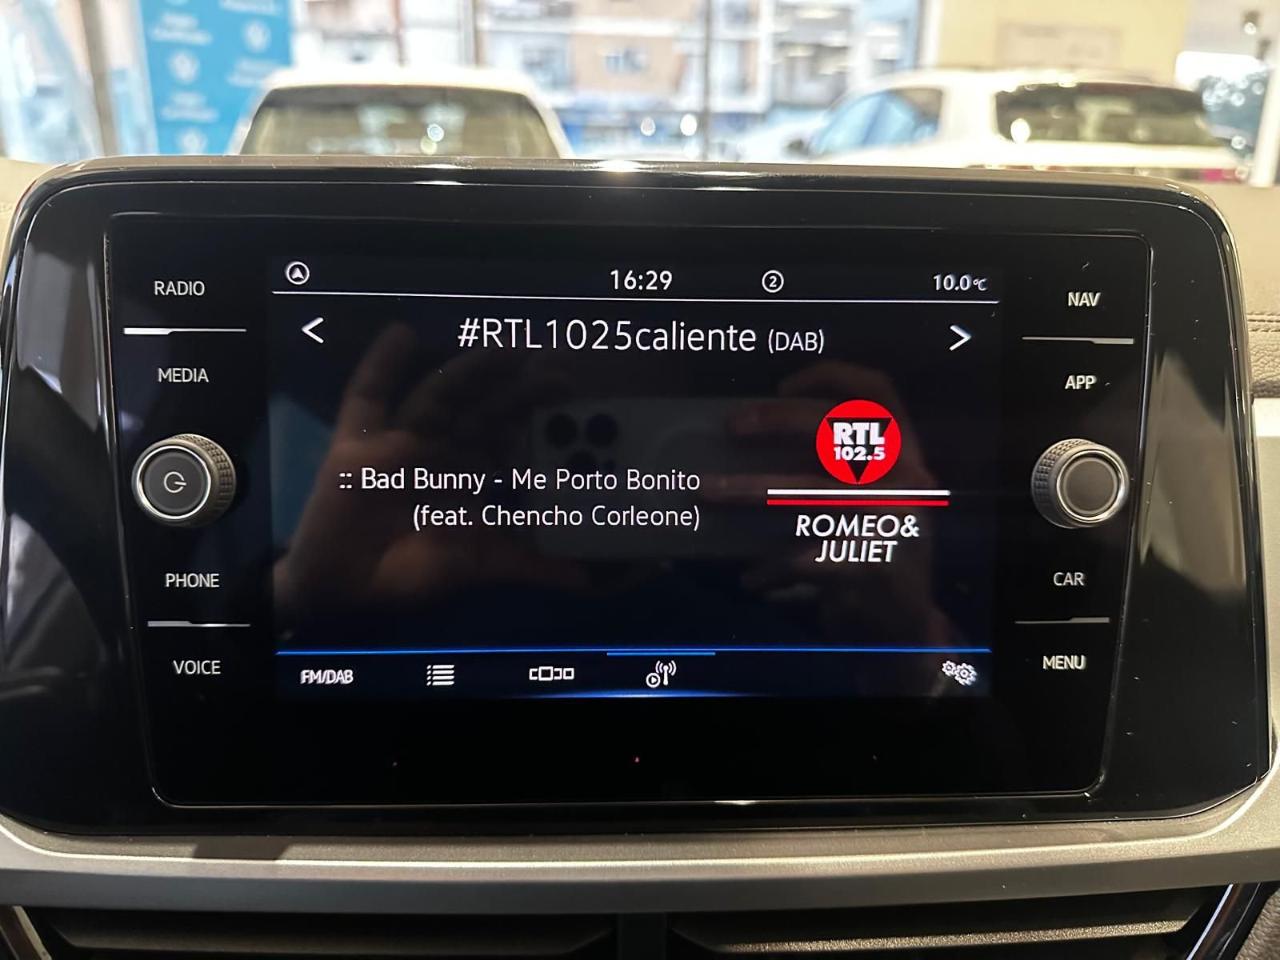 16:29
2
10.0°C
RADIO
MEDIA
PHONE
VOICE
< #RTL1025caliente (DAB) >
:: Bad Bunny - Me Porto Bonito
(feat. Chencho Corleone)
RTL
102.5
ROMEO&
JULIET
FM/DAB
NAV
APP
CAR
MENU